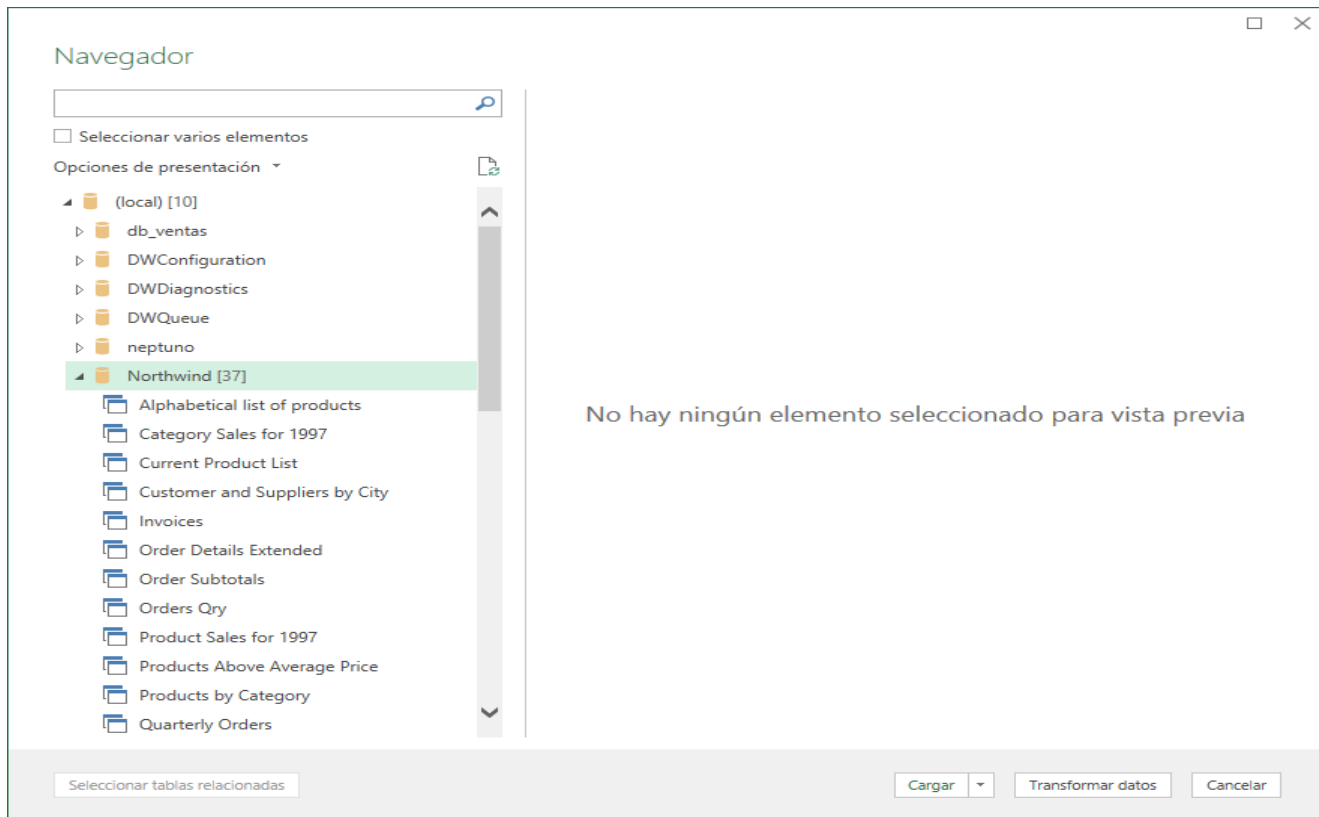 Navegador
Seleccionar varios elementos
Opciones de presentación
(local) [10]
db_ventas
DWConfiguration
DWDiagnostics
DWQueue
neptuno
Northwind [37]
Alphabetical list of products
Category Sales for 1997
Current Product List
Customer and Suppliers by City
Invoices
Order Details Extended
Order Subtotals
Orders Qry
Product Sales for 1997
Products Above Average Price
Products by Category
Quarterly Orders
No hay ningún elemento seleccionado para vista previa
Seleccionar tablas relacionadas
Cargar
Transformar datos
Cancelar